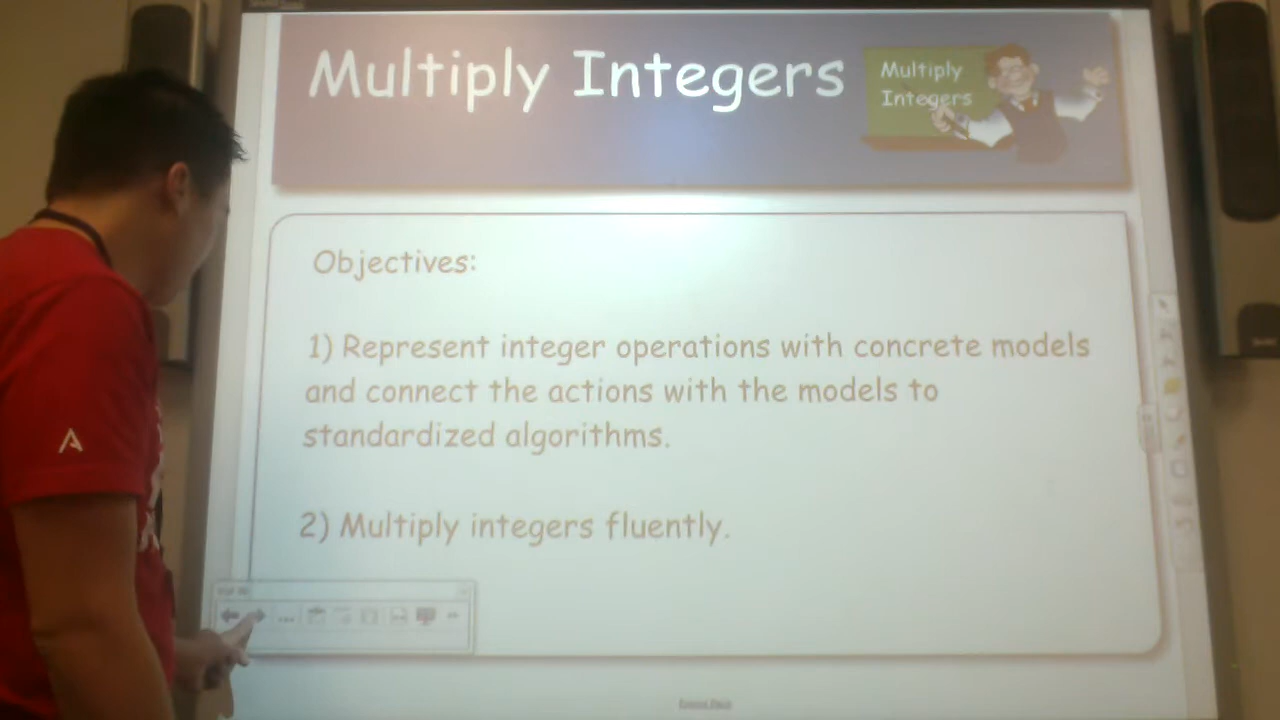 Multiply Integers
Multiply
Integers
Objectives:
1) Represent integer operations with concrete models
and connect the actions with the models to
standardized algorithms.
2) Multiply integers fluently.